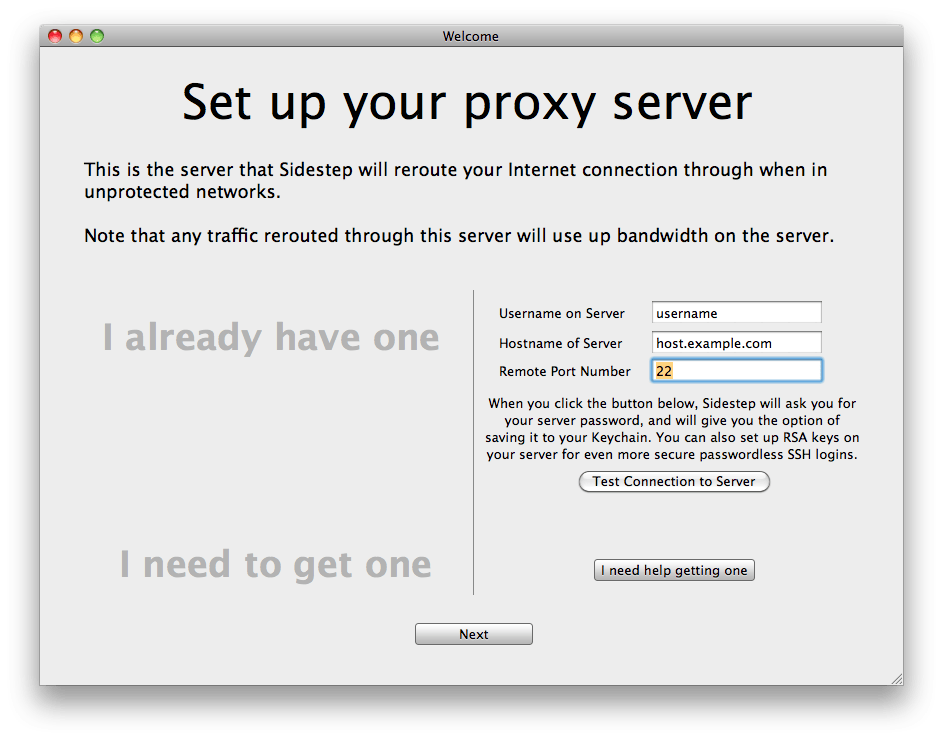 Welcome
Set up your proxy server
This is the server that Sidestep will reroute your Internet connection through when in
unprotected networks.
Note that any traffic rerouted through this server will use up bandwidth on the server.
I already have one
Username on Server username
Hostname of Server host.example.com
Remote Port Number 22
When you click the button below, Sidestep will ask you for
your server password, and will give you the option of
saving it to your Keychain. You can also set up RSA keys on
your server for even more secure passwordless SSH logins.
Test Connection to Server
I need to get one
I need help getting one
Next